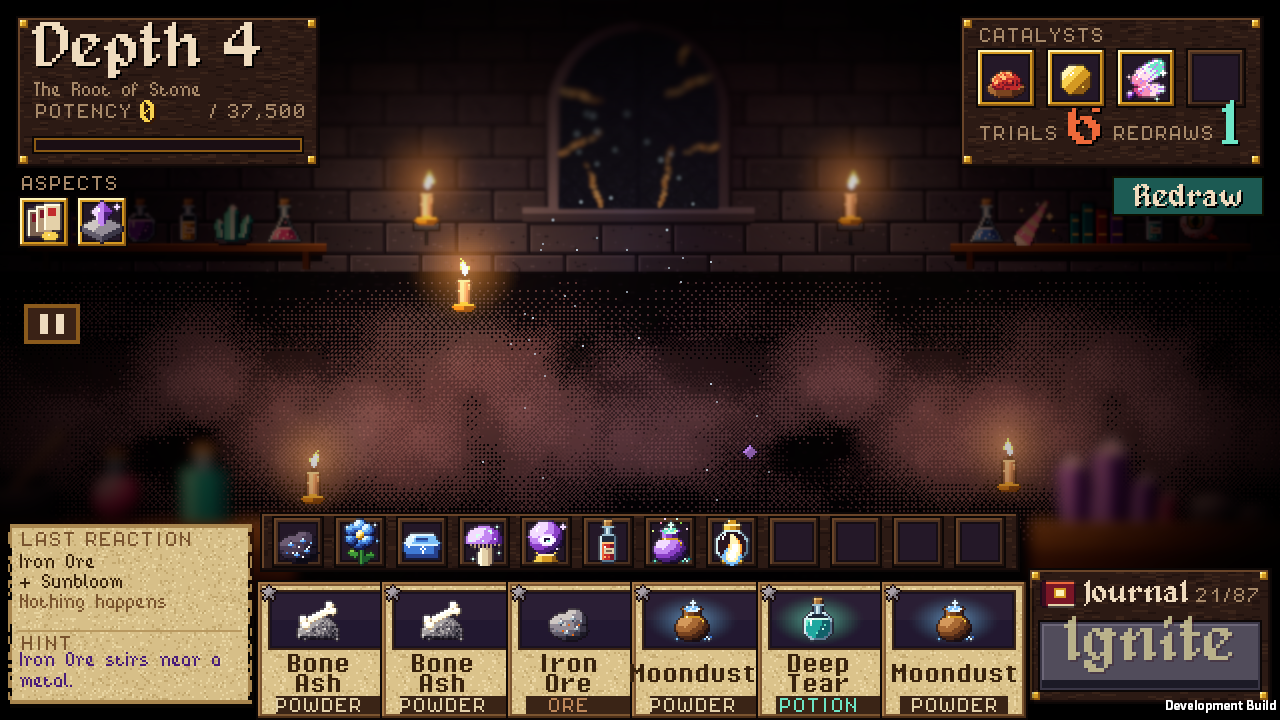 Depth 4
The Root of Stone
POTENCY 0 / 37,500
ASPECTS
CATALYSTS
TRIALS 6 REDRAWS 1
Redraw
LAST REACTION
Iron Ore
+ Sunbloom
Nothing happens
HINT
Iron Ore stirs near a
metal.
Bone
Ash
POWDER
Bone
Ash
POWDER
Iron
Ore
ORE
Moondust
POWDER
Deep
Tear
POTION
Moondust
POWDER
Journal 21/87
Ignite
Development Build